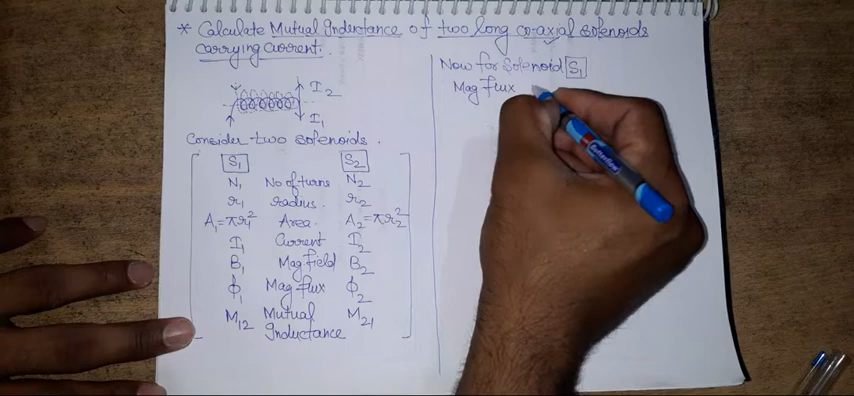 * Calculate Mutual Inductance of two long co-axial solenoids
carrying current.
I2
I1
Consider two solenoids.
S1 S2
N1 No of turns N2
r1 radius. r2
A1=πr1² Area. A2=πr2²
I1 Current I2
B1 Mag field B2
ϕ1 Mag flux ϕ2
M12 Mutual Inductance M21
Now for Solenoid S1
Mag flux